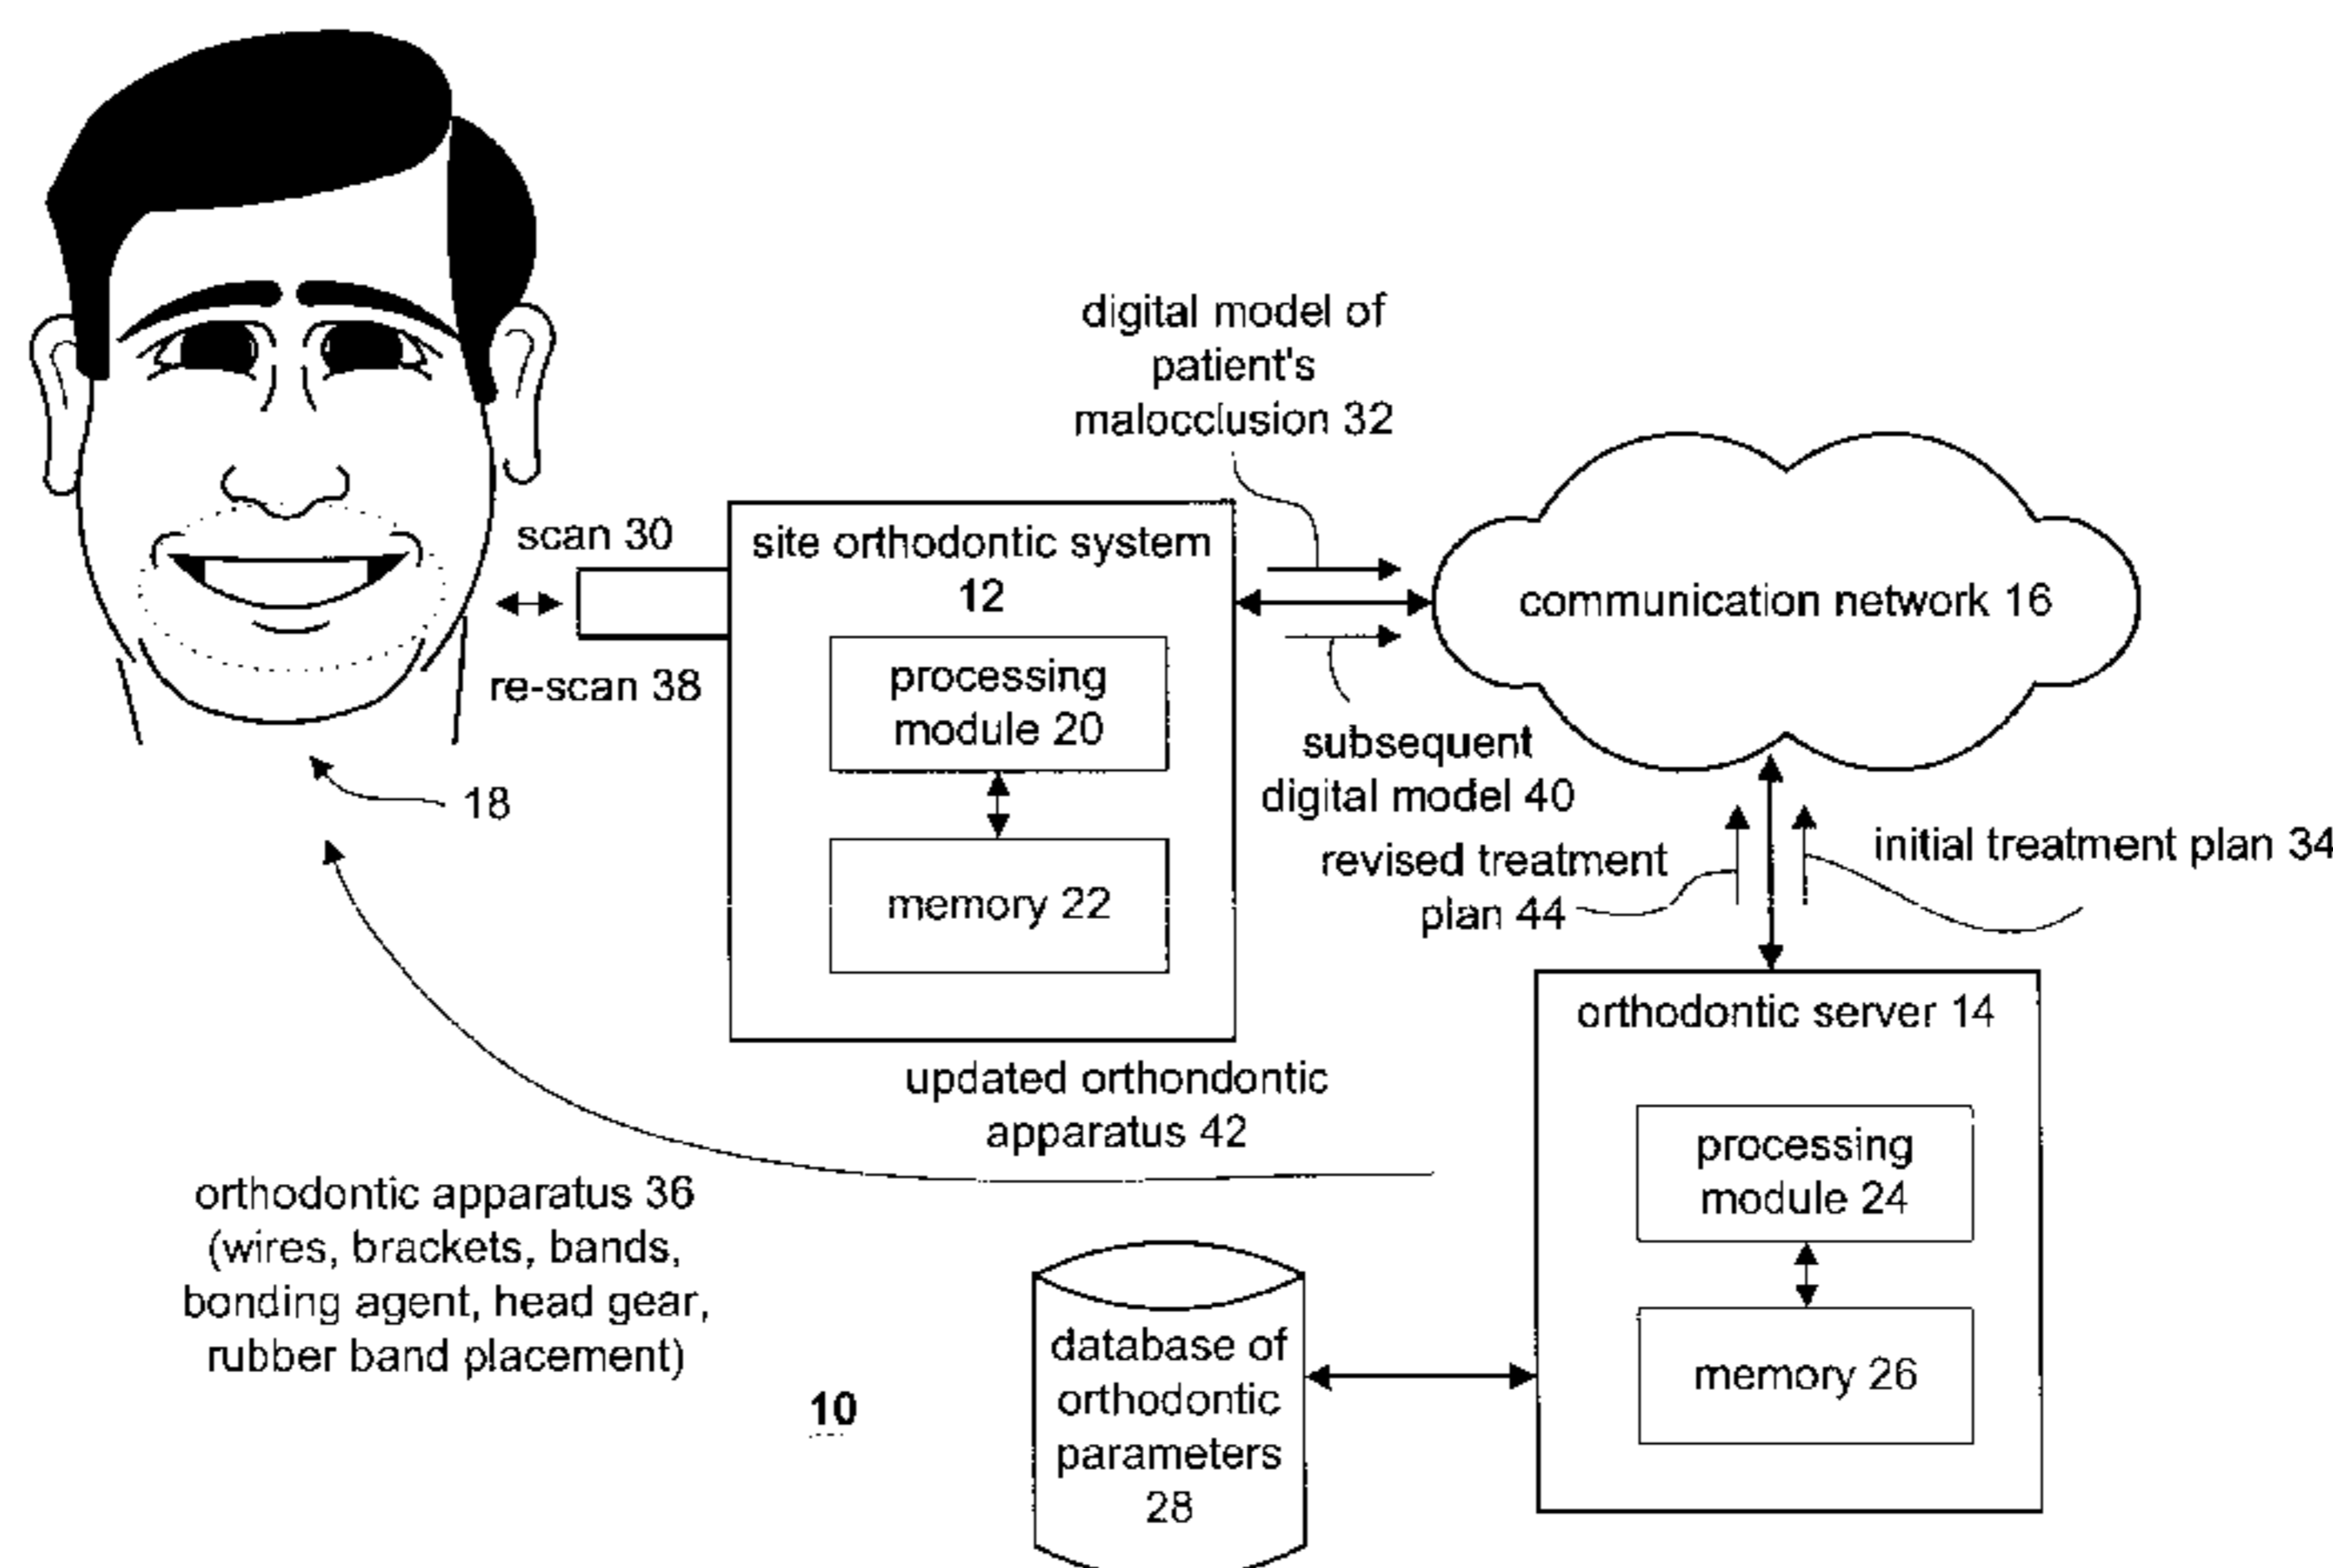 digital model of
patient's
malocclusion 32
scan 30
re-scan 38
18
site orthodontic system
12
processing
module 20
memory 22
communication network 16
subsequent
digital model 40
revised treatment
plan 44
initial treatment plan 34
orthodontic server 14
processing
module 24
memory 26
updated orthondontic
apparatus 42
orthodontic apparatus 36
(wires, brackets, bands,
bonding agent, head gear,
rubber band placement)
10
database of
orthodontic
parameters
28